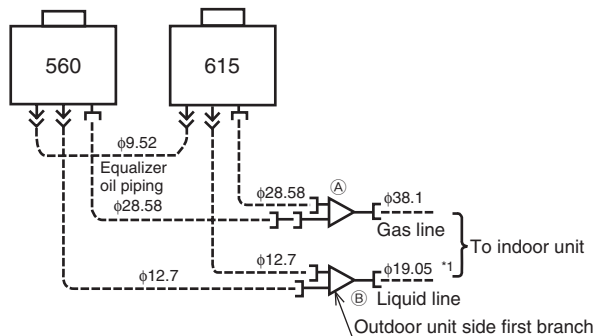 560
615
ϕ9.52
Equalizer
oil piping
ϕ28.58
ϕ28.58
Ⓐ
ϕ38.1
Gas line
To indoor unit
ϕ12.7
ϕ12.7
ϕ19.05 *1
Ⓑ Liquid line
Outdoor unit side first branch